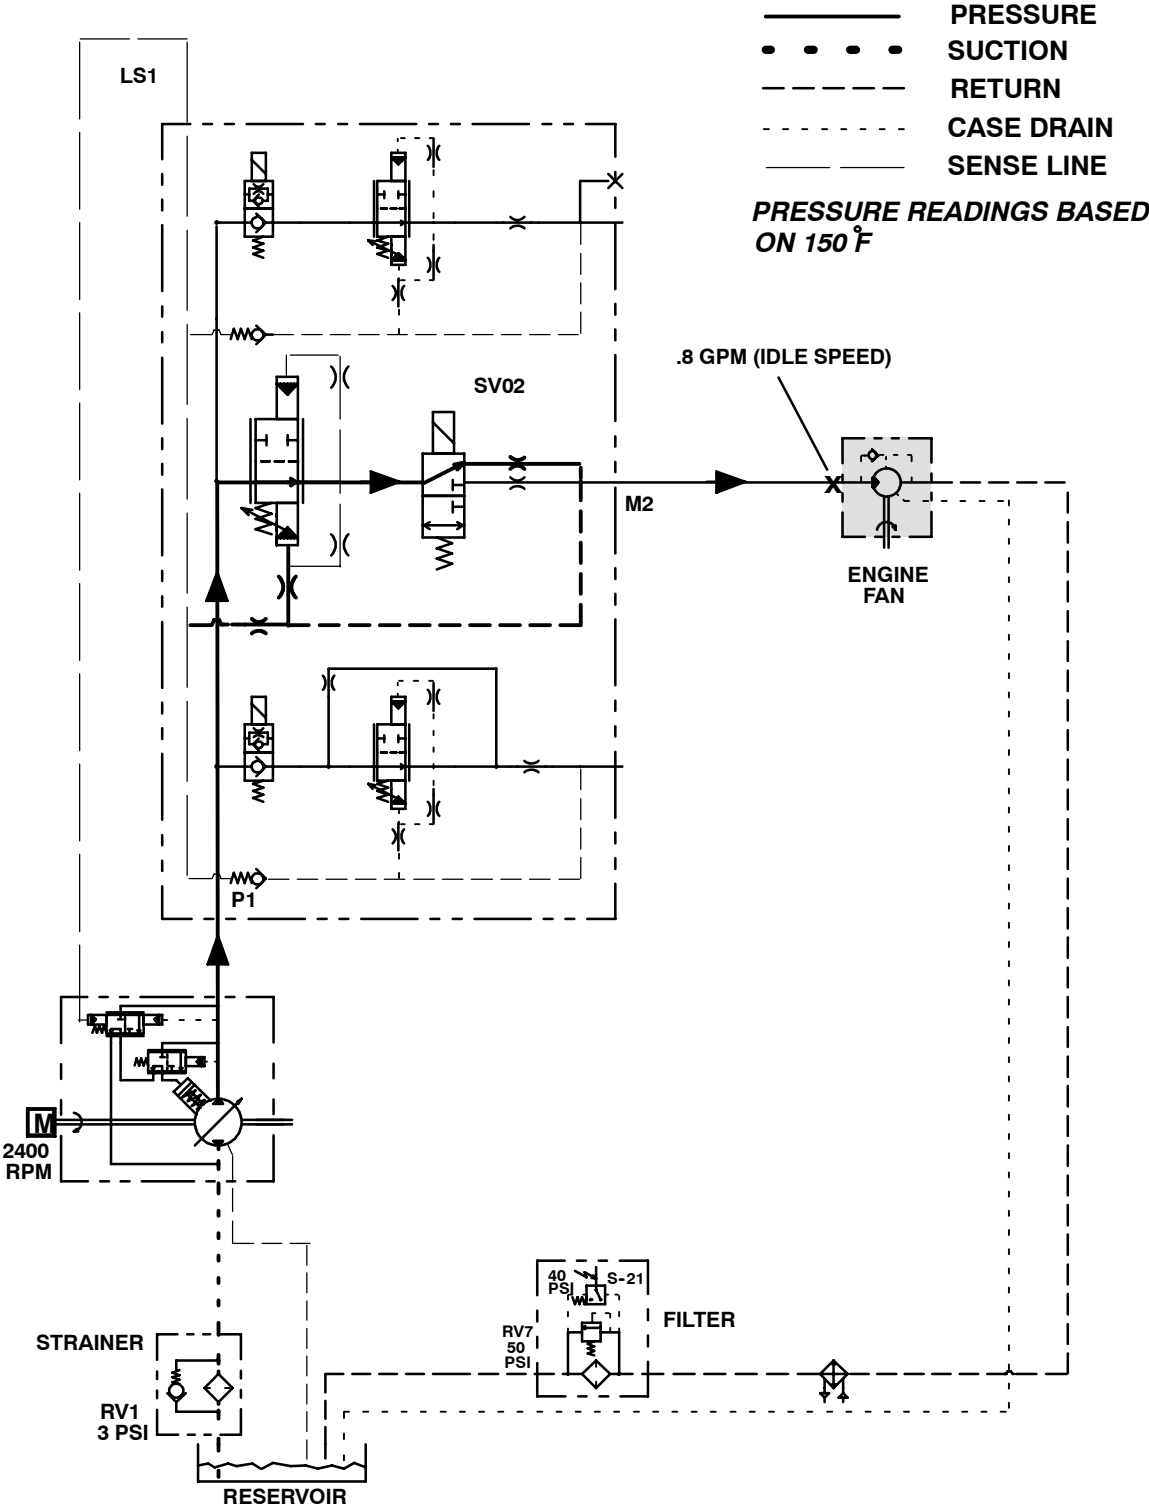 PRESSURE
SUCTION
RETURN
CASE DRAIN
SENSE LINE
PRESSURE READINGS BASED
ON 150°F
LS1
.8 GPM (IDLE SPEED)
SV02
M2
ENGINE
FAN
P1
M
2400
RPM
40
PSI
S-21
FILTER
RV7
50
PSI
STRAINER
RV1
3 PSI
RESERVOIR